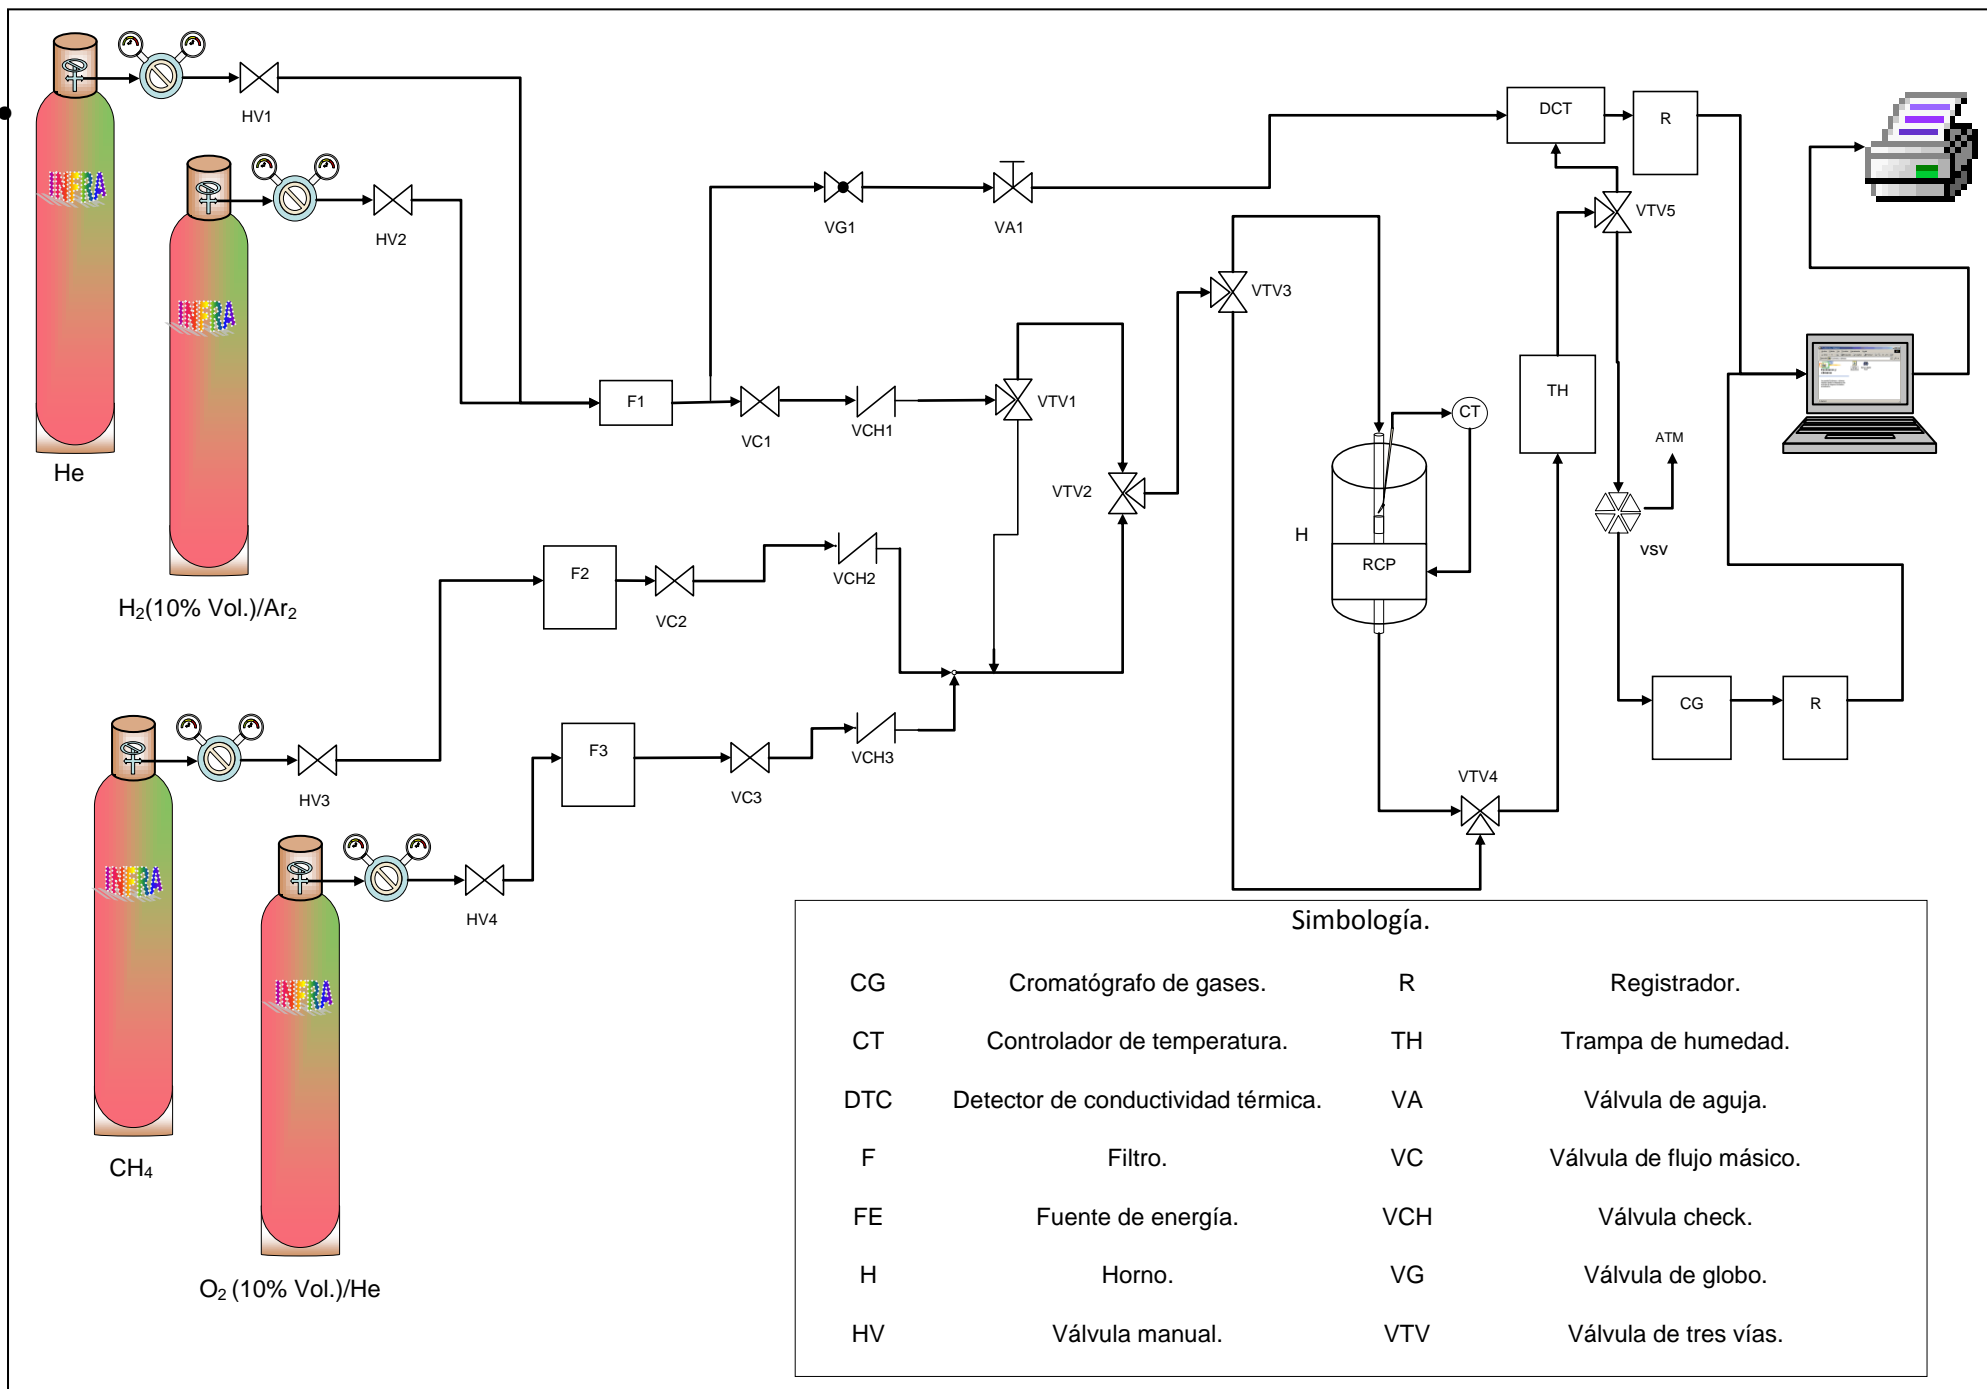 HV1
INFRA
He
HV2
INFRA
H₂(10% Vol.)/Ar₂
HV3
INFRA
CH₄
HV4
INFRA
O₂ (10% Vol.)/He
F1
F2
F3
VC1
VC2
VC3
VCH1
VCH2
VCH3
VG1
VA1
VTV1
VTV2
VTV3
H
RCP
CT
VTV4
TH
DCT
R
VTV5
ATM
VSV
CG
R
Simbología.
CG Cromatógrafo de gases. R Registrador.
CT Controlador de temperatura. TH Trampa de humedad.
DTC Detector de conductividad térmica. VA Válvula de aguja.
F Filtro. VC Válvula de flujo másico.
FE Fuente de energía. VCH Válvula check.
H Horno. VG Válvula de globo.
HV Válvula manual. VTV Válvula de tres vías.